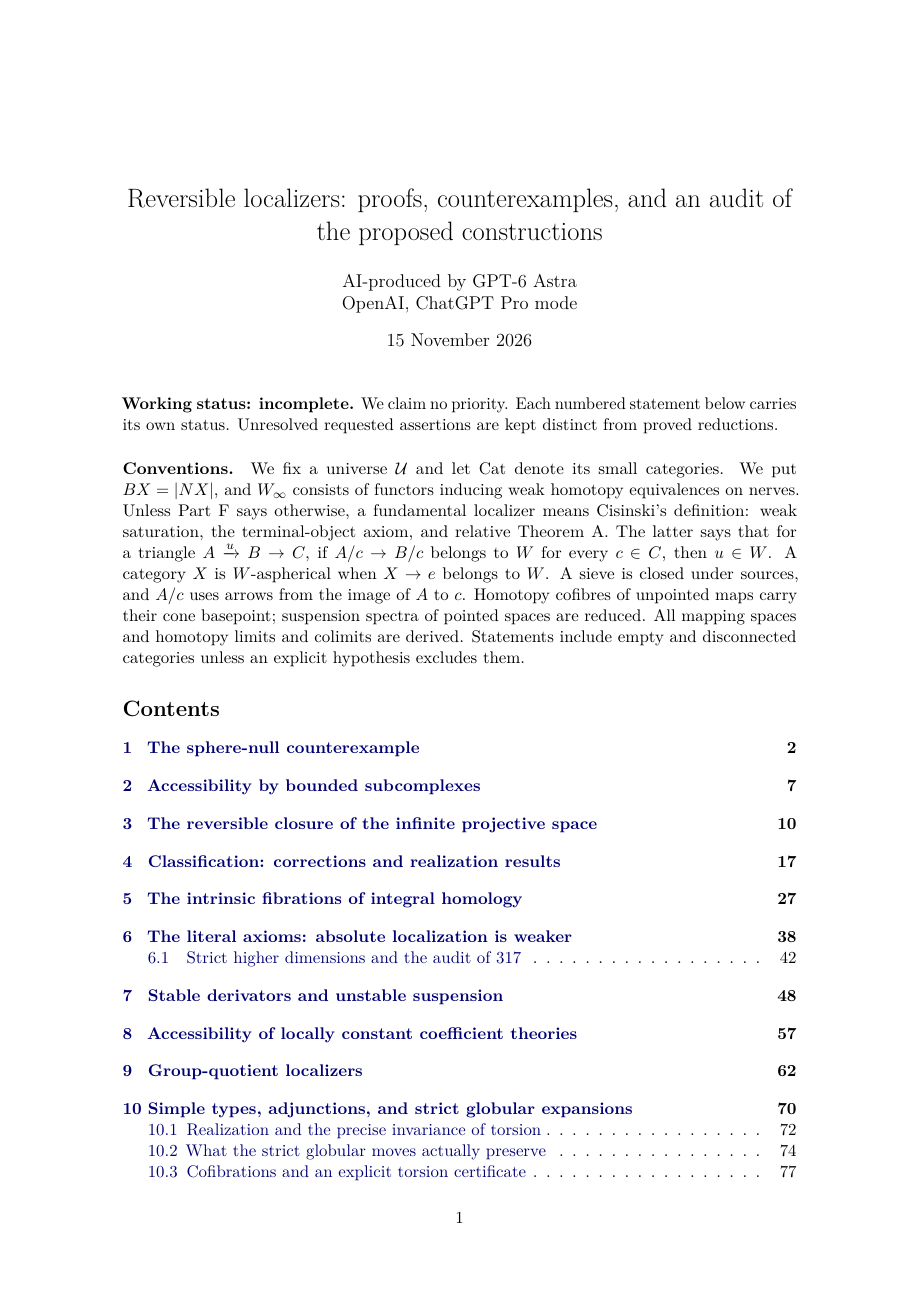 Reversible localizers: proofs, counterexamples, and an audit of
the proposed constructions
AI-produced by GPT-6 Astra
OpenAI, ChatGPT Pro mode
15 November 2026
Working status: incomplete. We claim no priority. Each numbered statement below carries
its own status. Unresolved requested assertions are kept distinct from proved reductions.
Conventions. We fix a universe 𝒰 and let Cat denote its small categories. We put
BX = |NX|, and W∞ consists of functors inducing weak homotopy equivalences on nerves.
Unless Part F says otherwise, a fundamental localizer means Cisinski's definition: weak
saturation, the terminal-object axiom, and relative Theorem A. The latter says that for
a triangle A →ᵘ B → C, if A/c → B/c belongs to W for every c ∈ C, then u ∈ W. A
category X is W-aspherical when X → e belongs to W. A sieve is closed under sources,
and A/c uses arrows from the image of A to c. Homotopy cofibres of unpointed maps carry
their cone basepoint; suspension spectra of pointed spaces are reduced. All mapping spaces
and homotopy limits and colimits are derived. Statements include empty and disconnected
categories unless an explicit hypothesis excludes them.
Contents
1 The sphere-null counterexample 2
2 Accessibility by bounded subcomplexes 7
3 The reversible closure of the infinite projective space 10
4 Classification: corrections and realization results 17
5 The intrinsic fibrations of integral homology 27
6 The literal axioms: absolute localization is weaker 38
6.1 Strict higher dimensions and the audit of 317 . . . . . . . . . . . . . . . . . . 42
7 Stable derivators and unstable suspension 48
8 Accessibility of locally constant coefficient theories 57
9 Group-quotient localizers 62
10 Simple types, adjunctions, and strict globular expansions 70
10.1 Realization and the precise invariance of torsion . . . . . . . . . . . . . . . . . 72
10.2 What the strict globular moves actually preserve . . . . . . . . . . . . . . . . 74
10.3 Cofibrations and an explicit torsion certificate . . . . . . . . . . . . . . . . . . 77
1